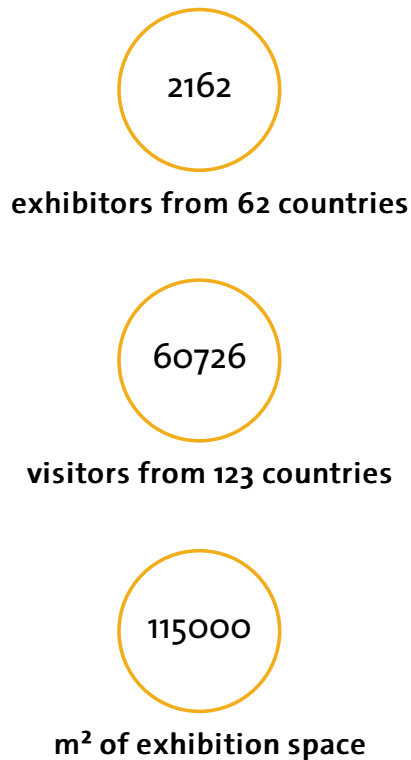 2162
exhibitors from 62 countries
60726
visitors from 123 countries
115000
m² of exhibition space